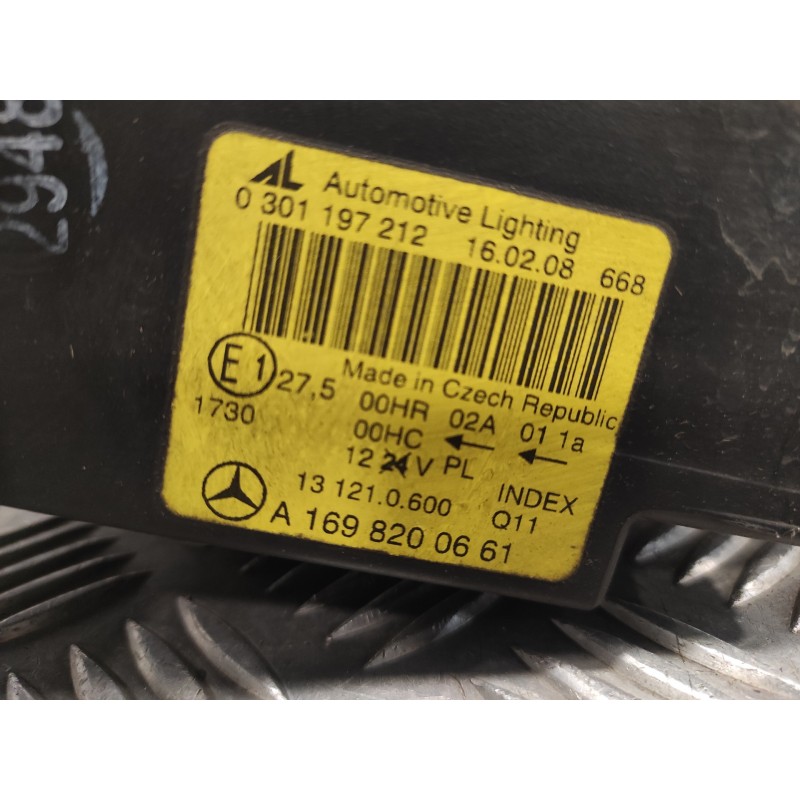 2948
AL Automotive Lighting
0 301 197 212 16.02.08 668
Made in Czech Republic
E1 27,5 00HR 02A 01 1a
1730 00HC ← ←
12 24 V PL
13 121.0.600 INDEX
Q11
A 169 820 06 61